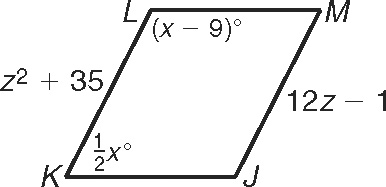 L M
(x − 9)°
z² + 35
12z − 1
½x°
K J